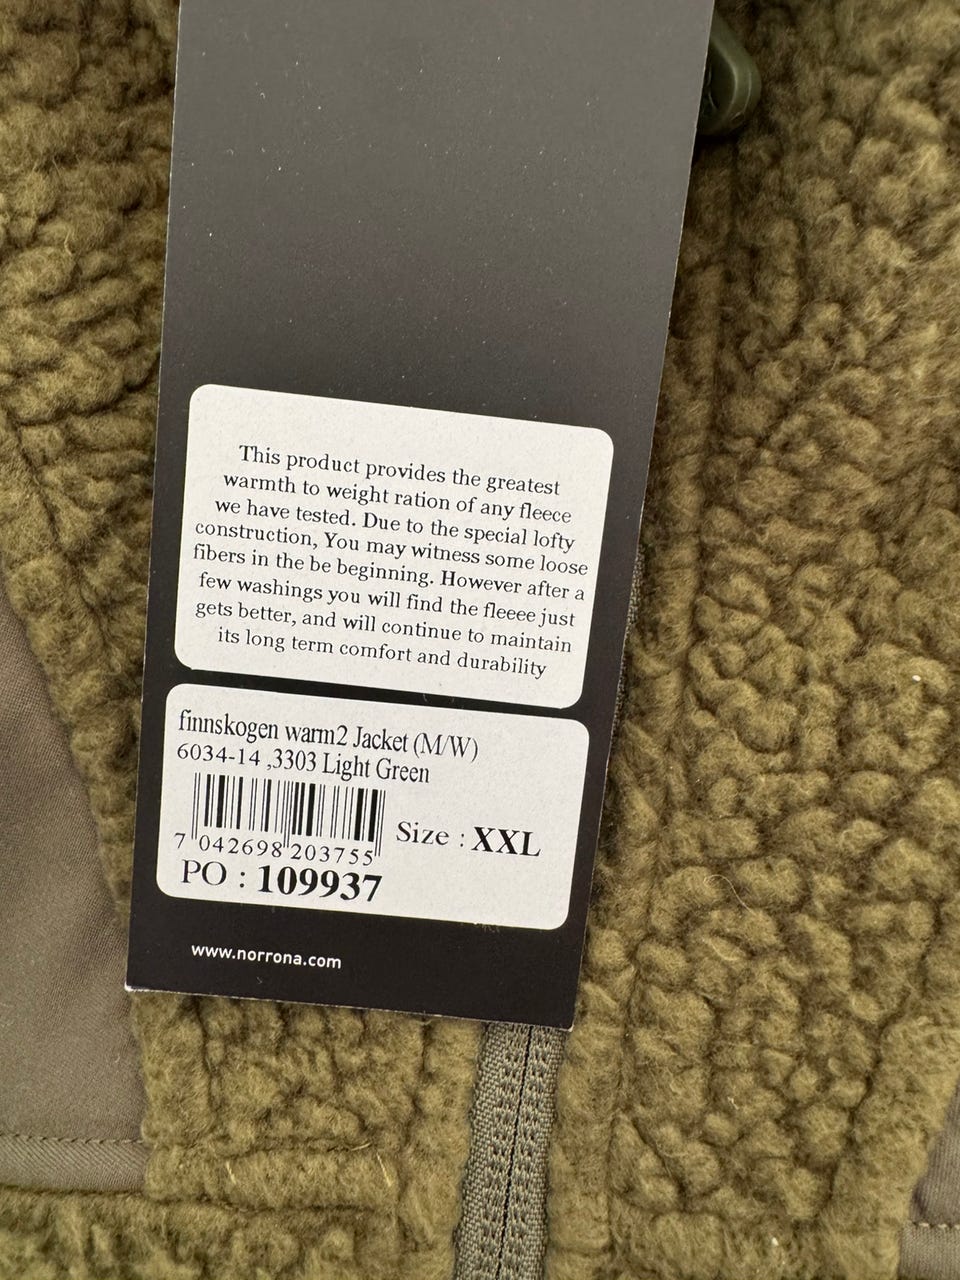 This product provides the greatest
warmth to weight ration of any fleece
we have tested. Due to the special lofty
construction, You may witness some loose
fibers in the be beginning. However after a
few washings you will find the fleeee just
gets better, and will continue to maintain
its long term comfort and durability
finnskogen warm2 Jacket (M/W)
6034-14 ,3303 Light Green
7 042698 203755
Size : XXL
PO : 109937
www.norrona.com